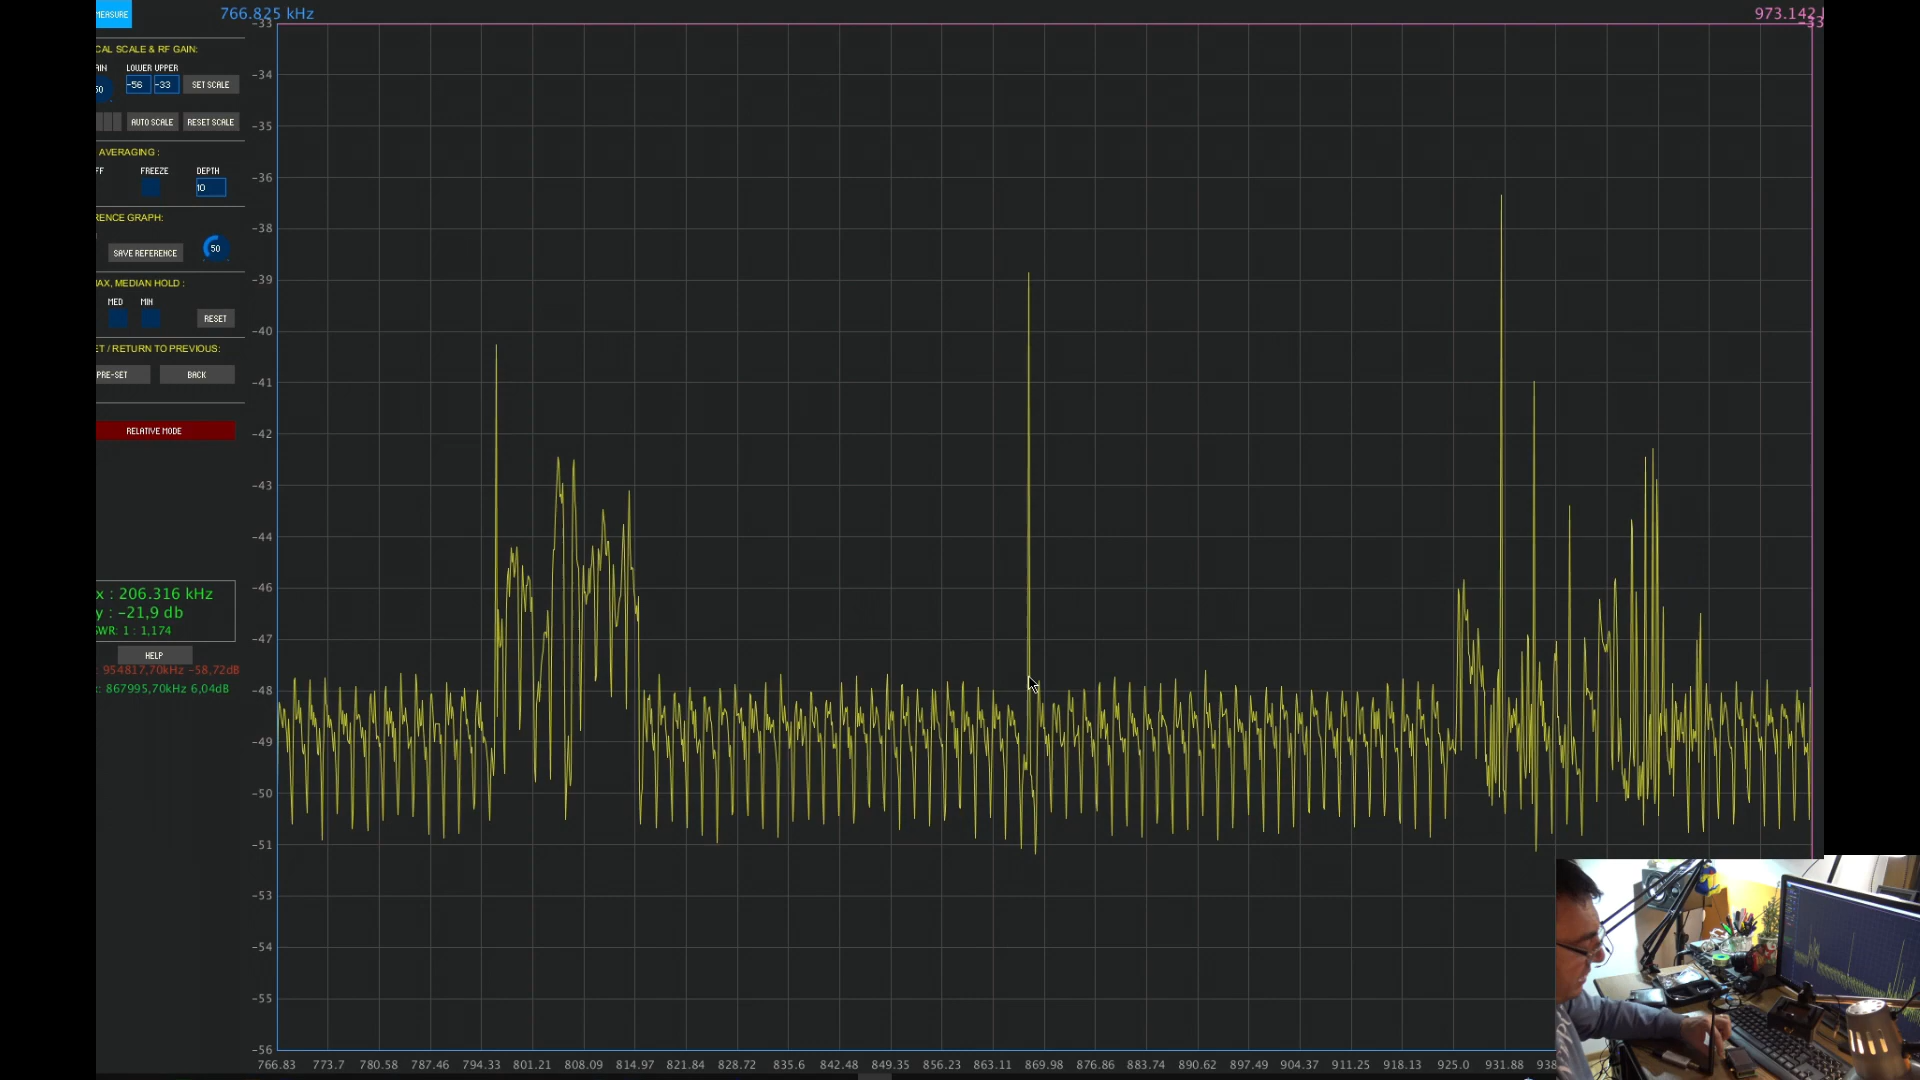 MEASURE
766.825 kHz
973.142
-33
CAL SCALE & RF GAIN:
AIN
LOWER UPPER
50
-56
-33
SET SCALE
AUTO SCALE
RESET SCALE
AVERAGING :
FF
FREEZE
DEPTH
10
RENCE GRAPH:
SAVE REFERENCE
50
AX, MEDIAN HOLD :
MED
MIN
RESET
ET / RETURN TO PREVIOUS:
PRE-SET
BACK
RELATIVE MODE
x : 206.316 kHz
y : -21,9 db
SWR: 1 : 1,174
HELP
: 954817,70kHz -58,72dB
x: 867995,70kHz 6,04dB
-33
-34
-35
-36
-38
-39
-40
-41
-42
-43
-44
-46
-47
-48
-49
-50
-51
-53
-54
-55
-56
766.83 773.7 780.58 787.46 794.33 801.21 808.09 814.97 821.84 828.72 835.6 842.48 849.35 856.23 863.11 869.98 876.86 883.74 890.62 897.49 904.37 911.25 918.13 925.0 931.88 938